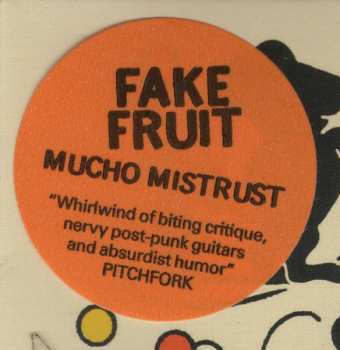 FAKE
FRUIT
MUCHO MISTRUST
"Whirlwind of biting critique,
nervy post-punk guitars
and absurdist humor"
PITCHFORK